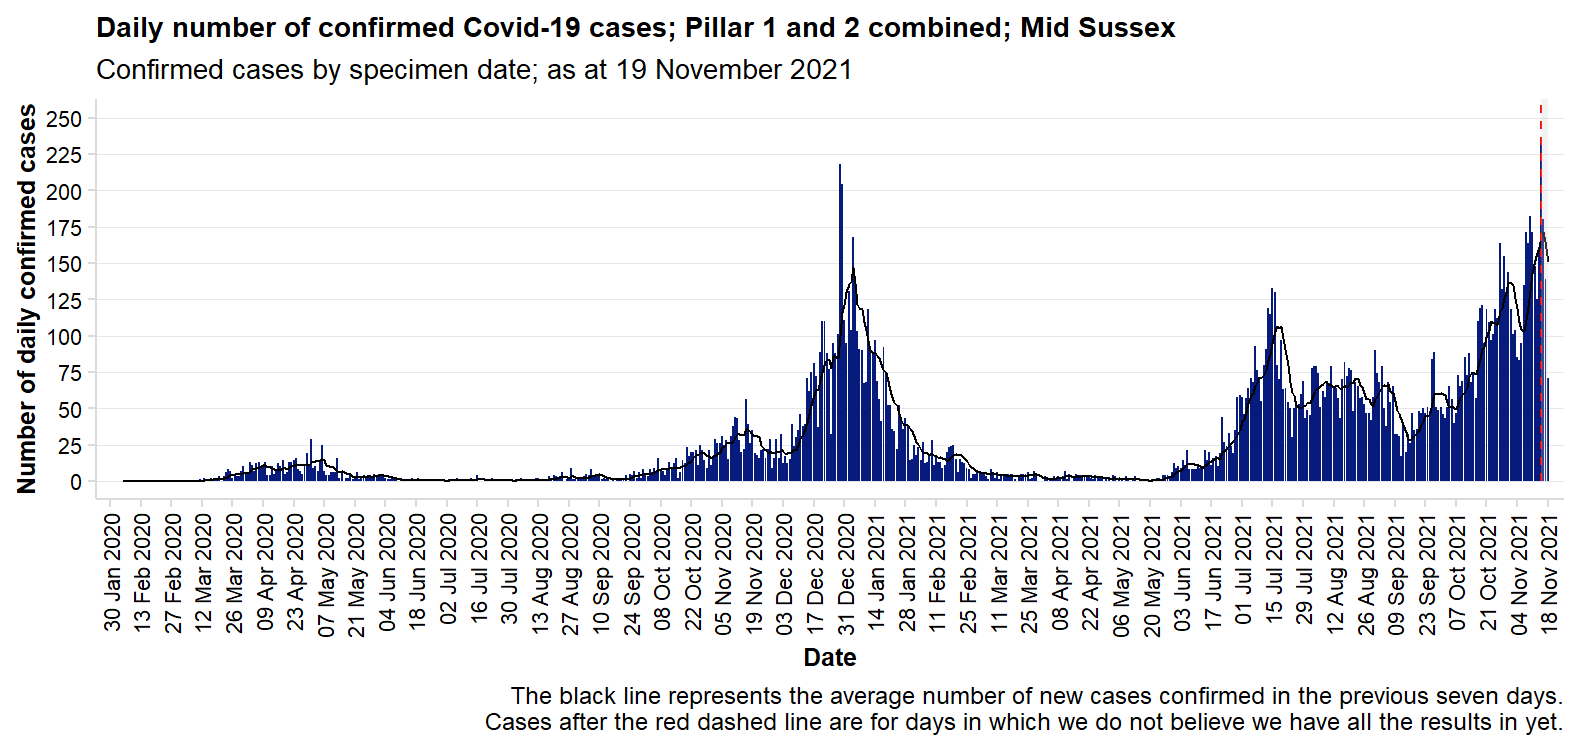 Daily number of confirmed Covid-19 cases; Pillar 1 and 2 combined; Mid Sussex
Confirmed cases by specimen date; as at 19 November 2021
Number of daily confirmed cases
250
225
200
175
150
125
100
75
50
25
0
30 Jan 2020
13 Feb 2020
27 Feb 2020
12 Mar 2020
26 Mar 2020
09 Apr 2020
23 Apr 2020
07 May 2020
21 May 2020
04 Jun 2020
18 Jun 2020
02 Jul 2020
16 Jul 2020
30 Jul 2020
13 Aug 2020
27 Aug 2020
10 Sep 2020
24 Sep 2020
08 Oct 2020
22 Oct 2020
05 Nov 2020
19 Nov 2020
03 Dec 2020
17 Dec 2020
31 Dec 2020
14 Jan 2021
28 Jan 2021
11 Feb 2021
25 Feb 2021
11 Mar 2021
25 Mar 2021
08 Apr 2021
22 Apr 2021
06 May 2021
20 May 2021
03 Jun 2021
17 Jun 2021
01 Jul 2021
15 Jul 2021
29 Jul 2021
12 Aug 2021
26 Aug 2021
09 Sep 2021
23 Sep 2021
07 Oct 2021
21 Oct 2021
04 Nov 2021
18 Nov 2021
Date
The black line represents the average number of new cases confirmed in the previous seven days.
Cases after the red dashed line are for days in which we do not believe we have all the results in yet.